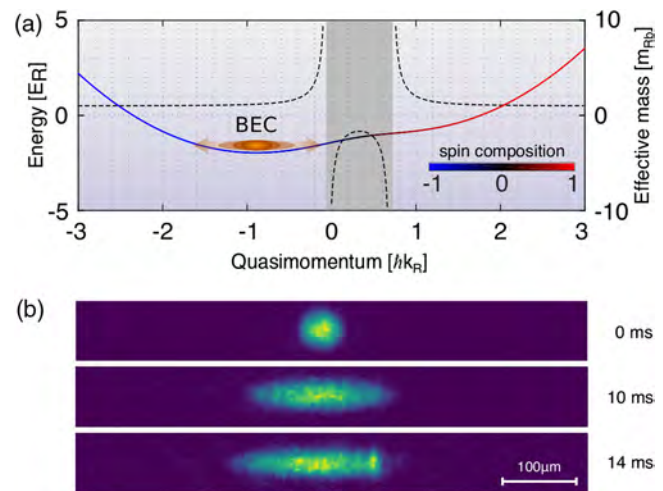 (a)
5
10
Energy [E_R]
Effective mass [m_Rb]
BEC
0
0
spin composition
-1
0
1
-5
-10
-3
-2
-1
0
1
2
3
Quasimomentum [ℏk_R]
(b)
0 ms
10 ms
14 ms
100µm